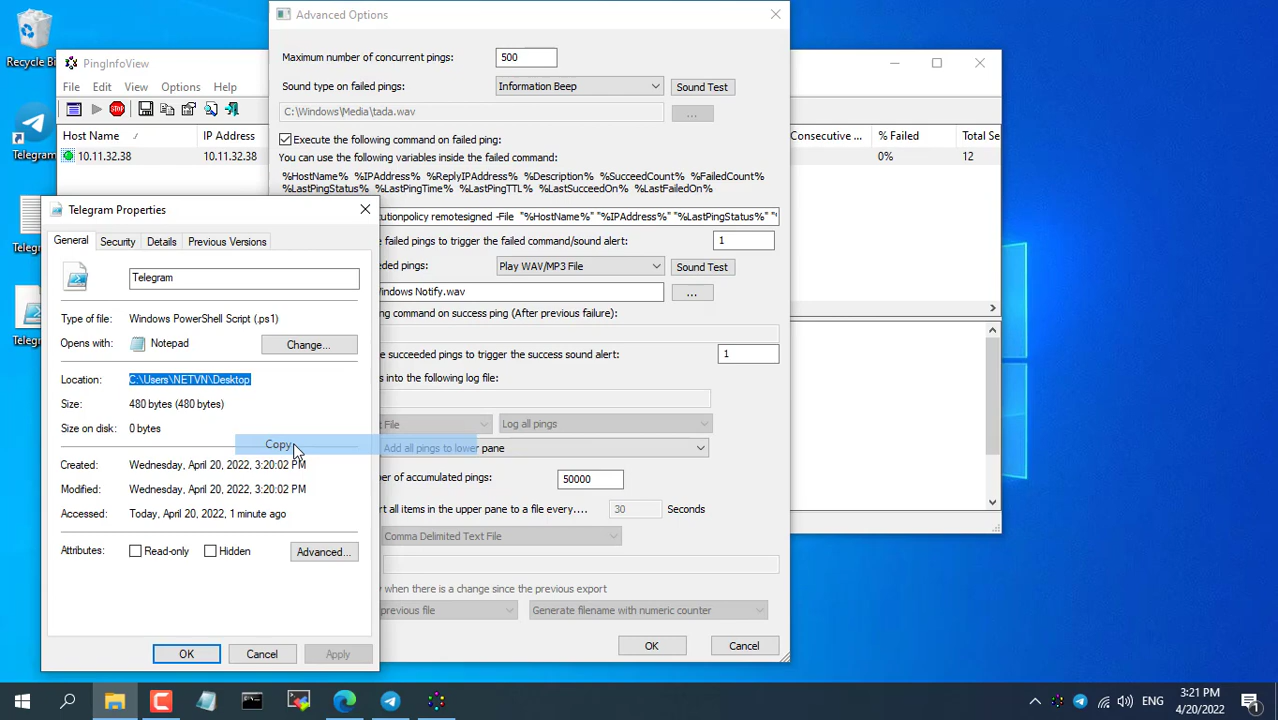 Advanced Options
Recycle Bi
Maximum number of concurrent pings: 500
PingInfoView
Sound type on failed pings: Information Beep Sound Test
File Edit View Options Help
C:\Windows\Media\tada.wav ...
Host Name / IP Address
Execute the following command on failed ping:
Consecutive ... % Failed Total Se
Telegram
10.11.32.38 10.11.32.38
You can use the following variables inside the failed command:
0% 12
%HostName% %IPAddress% %ReplyIPAddress% %Description% %SucceedCount% %FailedCount%
%LastPingStatus% %LastPingTime% %LastPingTTL% %LastSucceedOn% %LastFailedOn%
Telegram Properties
utionpolicy remotesigned -File "%HostName%" "%IPAddress%" "%LastPingStatus%" "%
General Security Details Previous Versions
e failed pings to trigger the failed command/sound alert: 1
Telegr
eded pings: Play WAV/MP3 File Sound Test
Telegram
indows Notify.wav ...
Type of file: Windows PowerShell Script (.ps1)
ng command on success ping (After previous failure):
Telegr
Opens with: Notepad Change...
e succeeded pings to trigger the success sound alert: 1
Location: C:\Users\NETVN\Desktop
s into the following log file:
Size: 480 bytes (480 bytes)
Size on disk: 0 bytes
t File Log all pings
Copy
Add all pings to lower pane
Created: Wednesday, April 20, 2022, 3:20:02 PM
er of accumulated pings: 50000
Modified: Wednesday, April 20, 2022, 3:20:02 PM
Accessed: Today, April 20, 2022, 1 minute ago
rt all items in the upper pane to a file every.... 30 Seconds
Comma Delimited Text File
Attributes: Read-only Hidden Advanced...
y when there is a change since the previous export
previous file Generate filename with numeric counter
OK Cancel
OK Cancel Apply
ENG
3:21 PM
4/20/2022
1